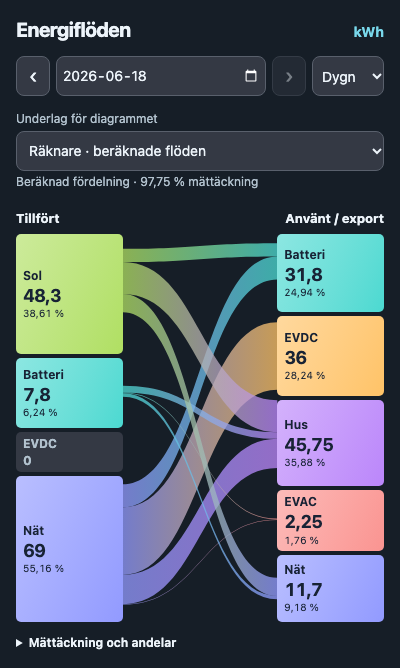 Energiflöden
kWh
2026-06-18
Dygn
Underlag för diagrammet
Räknare · beräknade flöden
Beräknad fördelning · 97,75 % mättäckning
Tillfört
Använt / export
Sol
48,3
38,61 %
Batteri
7,8
6,24 %
EVDC
0
Nät
69
55,16 %
Batteri
31,8
24,94 %
EVDC
36
28,24 %
Hus
45,75
35,88 %
EVAC
2,25
1,76 %
Nät
11,7
9,18 %
Mättäckning och andelar